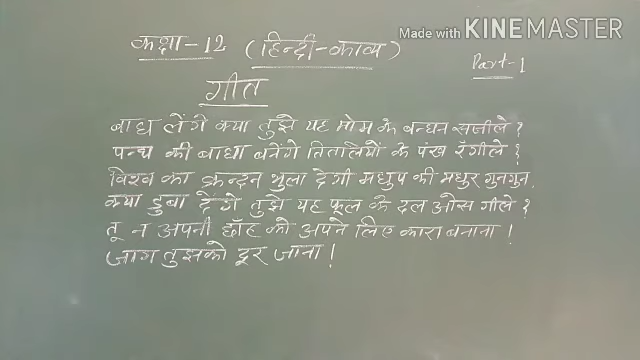 Made with KINEMASTER
कक्षा-12 (हिन्दी-काव्य)
Part-1
गीत
बाध लेंगे क्या तुझे यह मोम के बन्धन सजीले?
पन्थ की बाधा बनेंगे तितलियों के पंख रँगीले?
विश्व का क्रन्दन भुला देगी मधुप की मधुर गुनगुन,
क्या डुबा देंगे तुझे यह फूल के दल ओस गीले?
तू न अपनी छाँह को अपने लिए कारा बनाना!
जाग तुझको दूर जाना!